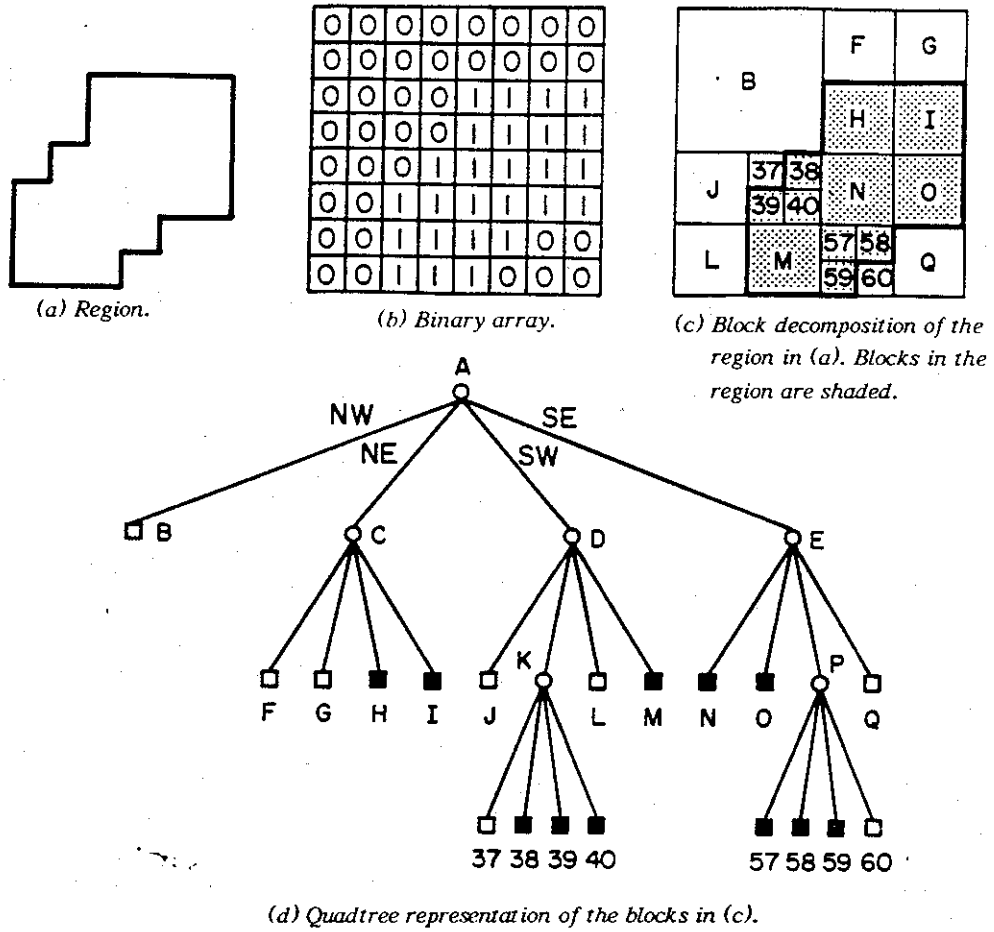 (a) Region.
0 0 0 0 0 0 0 0
0 0 0 0 0 0 0 0
0 0 0 0 1 1 1 1
0 0 0 0 1 1 1 1
0 0 0 1 1 1 1 1
0 0 1 1 1 1 1 1
0 0 1 1 1 1 0 0
0 0 1 1 1 0 0 0
(b) Binary array.
F G
B
H I
37 38
J N O
39 40
57 58
L M Q
59 60
(c) Block decomposition of the
region in (a). Blocks in the
region are shaded.
A
NW SE
NE SW
B C D E
K P
F G H I J L M N O Q
37 38 39 40 57 58 59 60
(d) Quadtree representation of the blocks in (c).